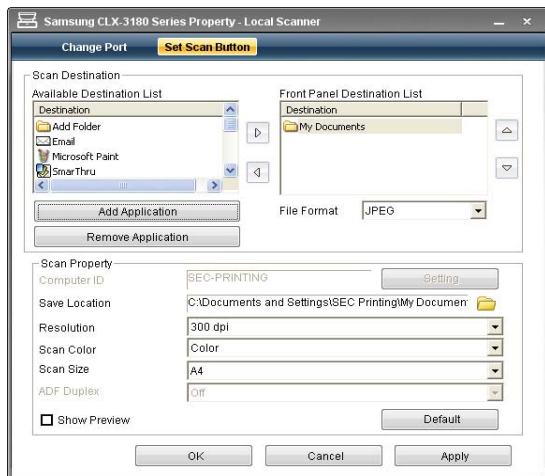 Samsung CLX-3180 Series Property - Local Scanner
Change Port Set Scan Button
Scan Destination
Available Destination List Front Panel Destination List
Destination Destination
Add Folder My Documents
Email
Microsoft Paint
SmarThru
Add Application File Format JPEG
Remove Application
Scan Property
Computer ID SEC-PRINTING Setting
Save Location C:\Documents and Settings\SEC Printing\My Documen
Resolution 300 dpi
Scan Color Color
Scan Size A4
ADF Duplex Off
Show Preview Default
OK Cancel Apply